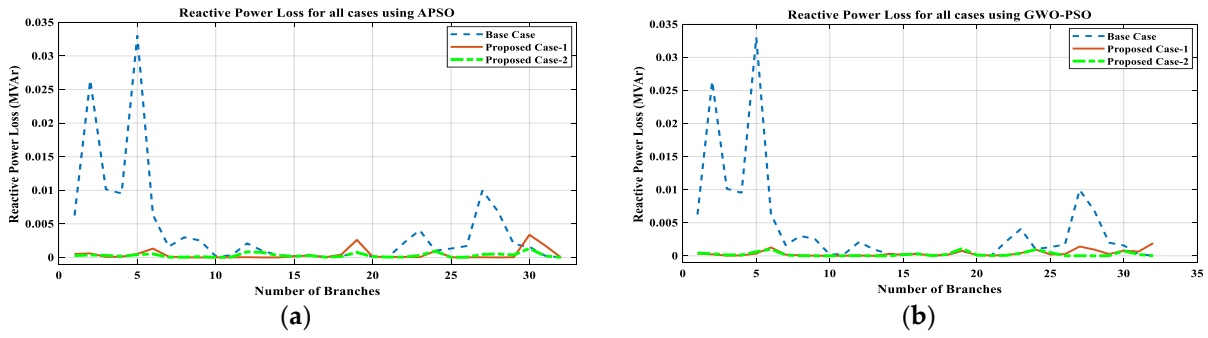 Reactive Power Loss for all cases using APSO
Reactive Power Loss (MVAr)
0.035
0.03
0.025
0.02
0.015
0.01
0.005
0
0 5 10 15 20 25 30 35
Number of Branches
Base Case
Proposed Case-1
Proposed Case-2
(a)
Reactive Power Loss for all cases using GWO-PSO
Reactive Power Loss (MVAr)
0.035
0.03
0.025
0.02
0.015
0.01
0.005
0
0 5 10 15 20 25 30 35
Number of Branches
Base Case
Proposed Case-1
Proposed Case-2
(b)